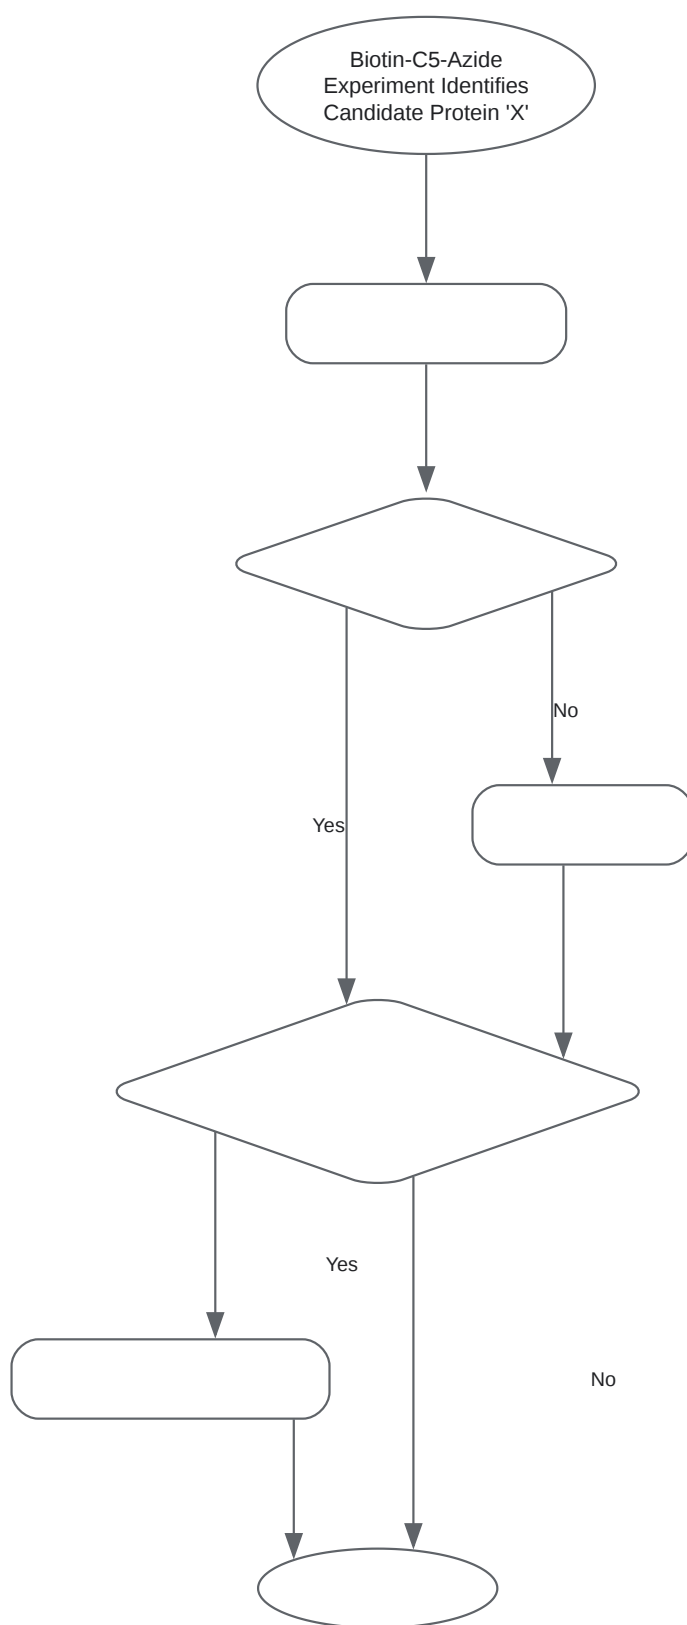 Biotin-C5-Azide
Experiment Identifies
Candidate Protein 'X'
No
Yes
Yes
No